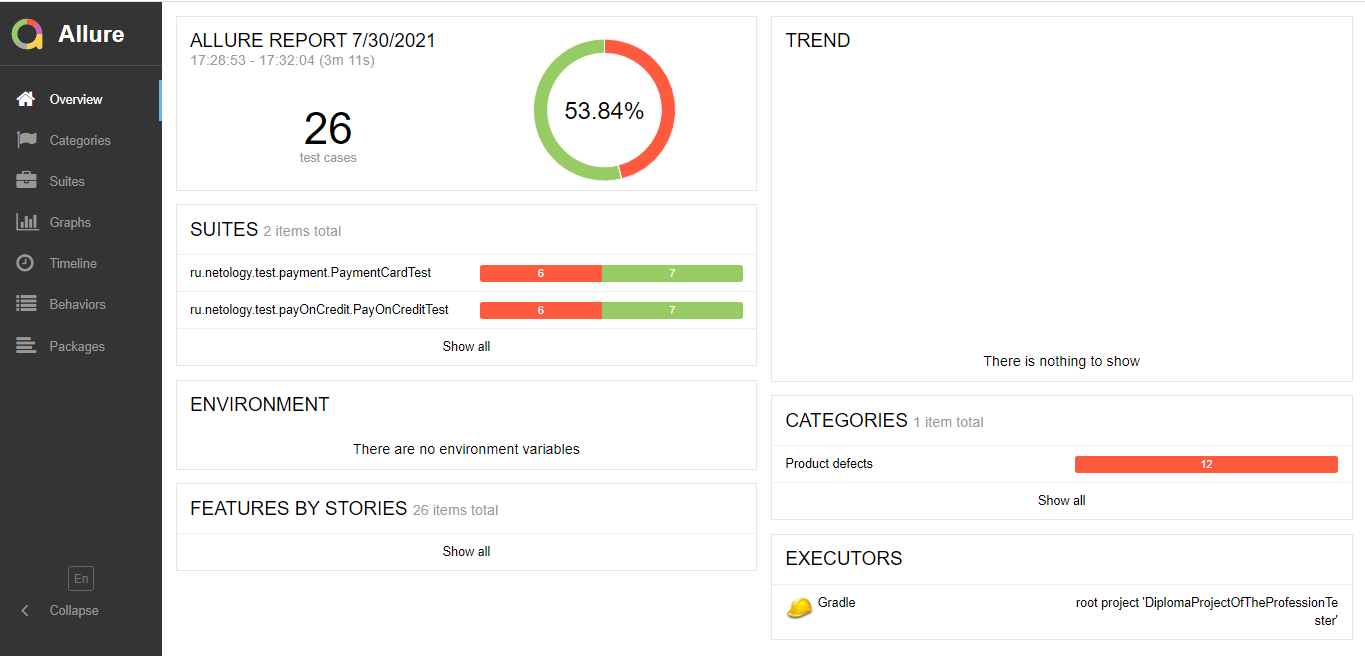 Allure
Overview
Categories
Suites
Graphs
Timeline
Behaviors
Packages
En
Collapse
ALLURE REPORT 7/30/2021
17:28:53 - 17:32:04 (3m 11s)
26
test cases
53.84%
SUITES 2 items total
ru.netology.test.payment.PaymentCardTest 6 7
ru.netology.test.payOnCredit.PayOnCreditTest 6 7
Show all
ENVIRONMENT
There are no environment variables
FEATURES BY STORIES 26 items total
Show all
TREND
There is nothing to show
CATEGORIES 1 item total
Product defects 12
Show all
EXECUTORS
Gradle root project 'DiplomaProjectOfTheProfessionTe
ster'